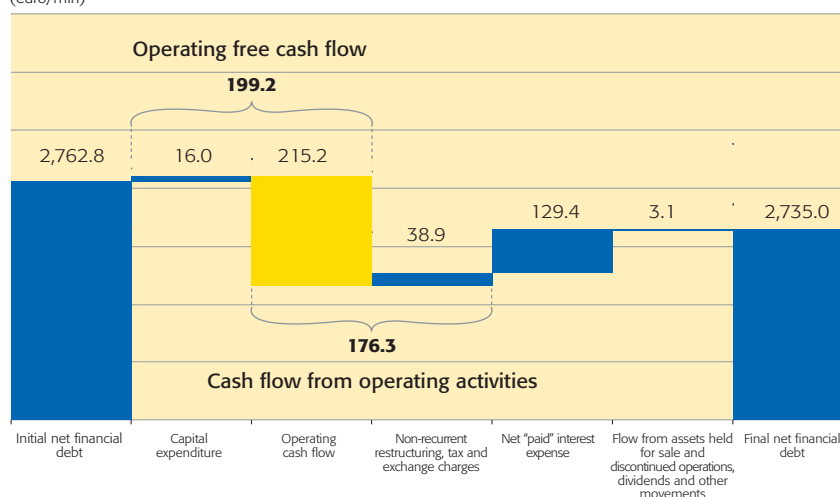 (euro/mln)
Operating free cash flow
199.2
2,762.8
16.0
215.2
38.9
129.4
3.1
2,735.0
176.3
Cash flow from operating activities
Initial net financial
debt
Capital
expenditure
Operating
cash flow
Non-recurrent
restructuring, tax and
exchange charges
Net "paid" interest
expense
Flow from assets held
for sale and
discontinued operations,
dividends and other
movements
Final net financial
debt